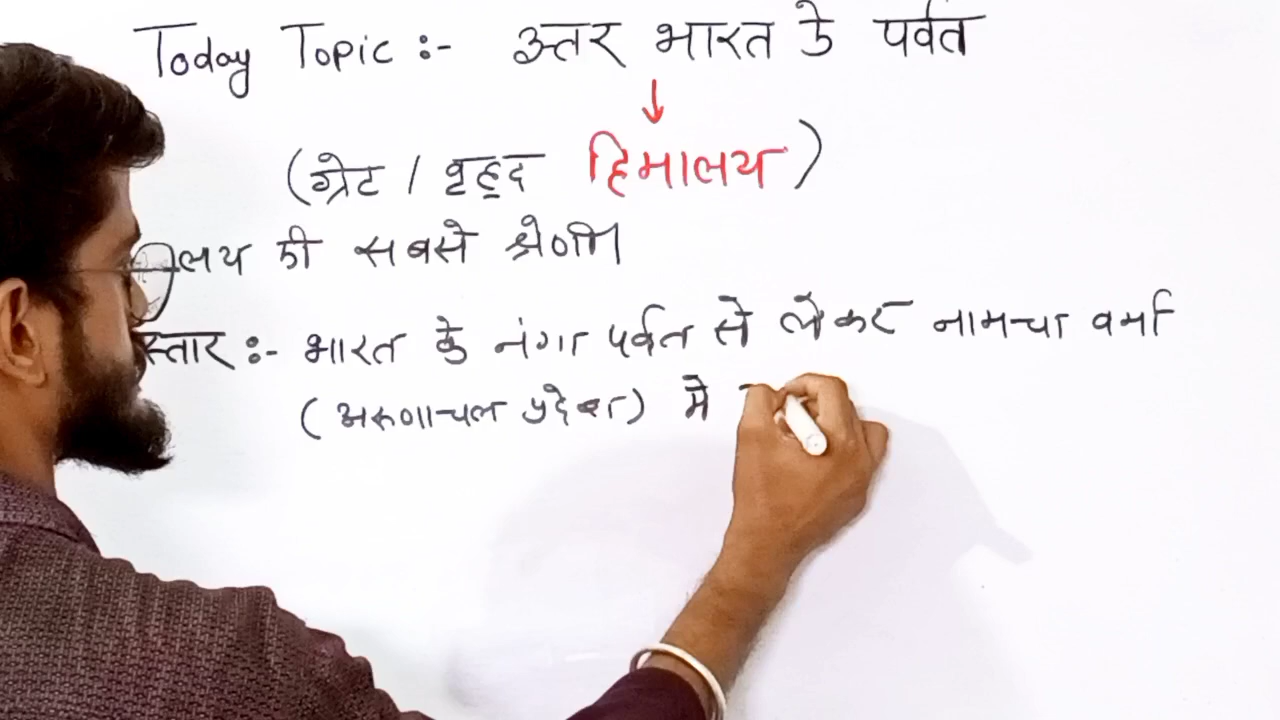 Today Topic :- उत्तर भारत के पर्वत
(ग्रेट / वृहद हिमालय)
लय की सबसे श्रेणी
स्तार :- भारत के नंगा पर्वत से लेकर नामचा वर्मा
(अरुणाचल प्रदेश) मे